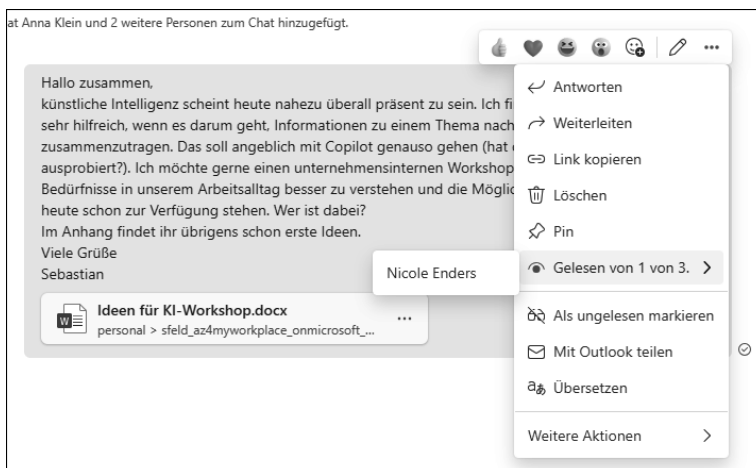 at Anna Klein und 2 weitere Personen zum Chat hinzugefügt.
Hallo zusammen,
künstliche Intelligenz scheint heute nahezu überall präsent zu sein. Ich fi
sehr hilfreich, wenn es darum geht, Informationen zu einem Thema nach
zusammenzutragen. Das soll angeblich mit Copilot genauso gehen (hat
ausprobiert?). Ich möchte gerne einen unternehmensinternen Workshop
Bedürfnisse in unserem Arbeitsalltag besser zu verstehen und die Möglic
heute schon zur Verfügung stehen. Wer ist dabei?
Im Anhang findet ihr übrigens schon erste Ideen.
Viele Grüße
Sebastian
Ideen für KI-Workshop.docx
personal > sfeld_az4myworkplace_onmicrosoft_...
Nicole Enders
Antworten
Weiterleiten
Link kopieren
Löschen
Pin
Gelesen von 1 von 3.
Als ungelesen markieren
Mit Outlook teilen
Übersetzen
Weitere Aktionen